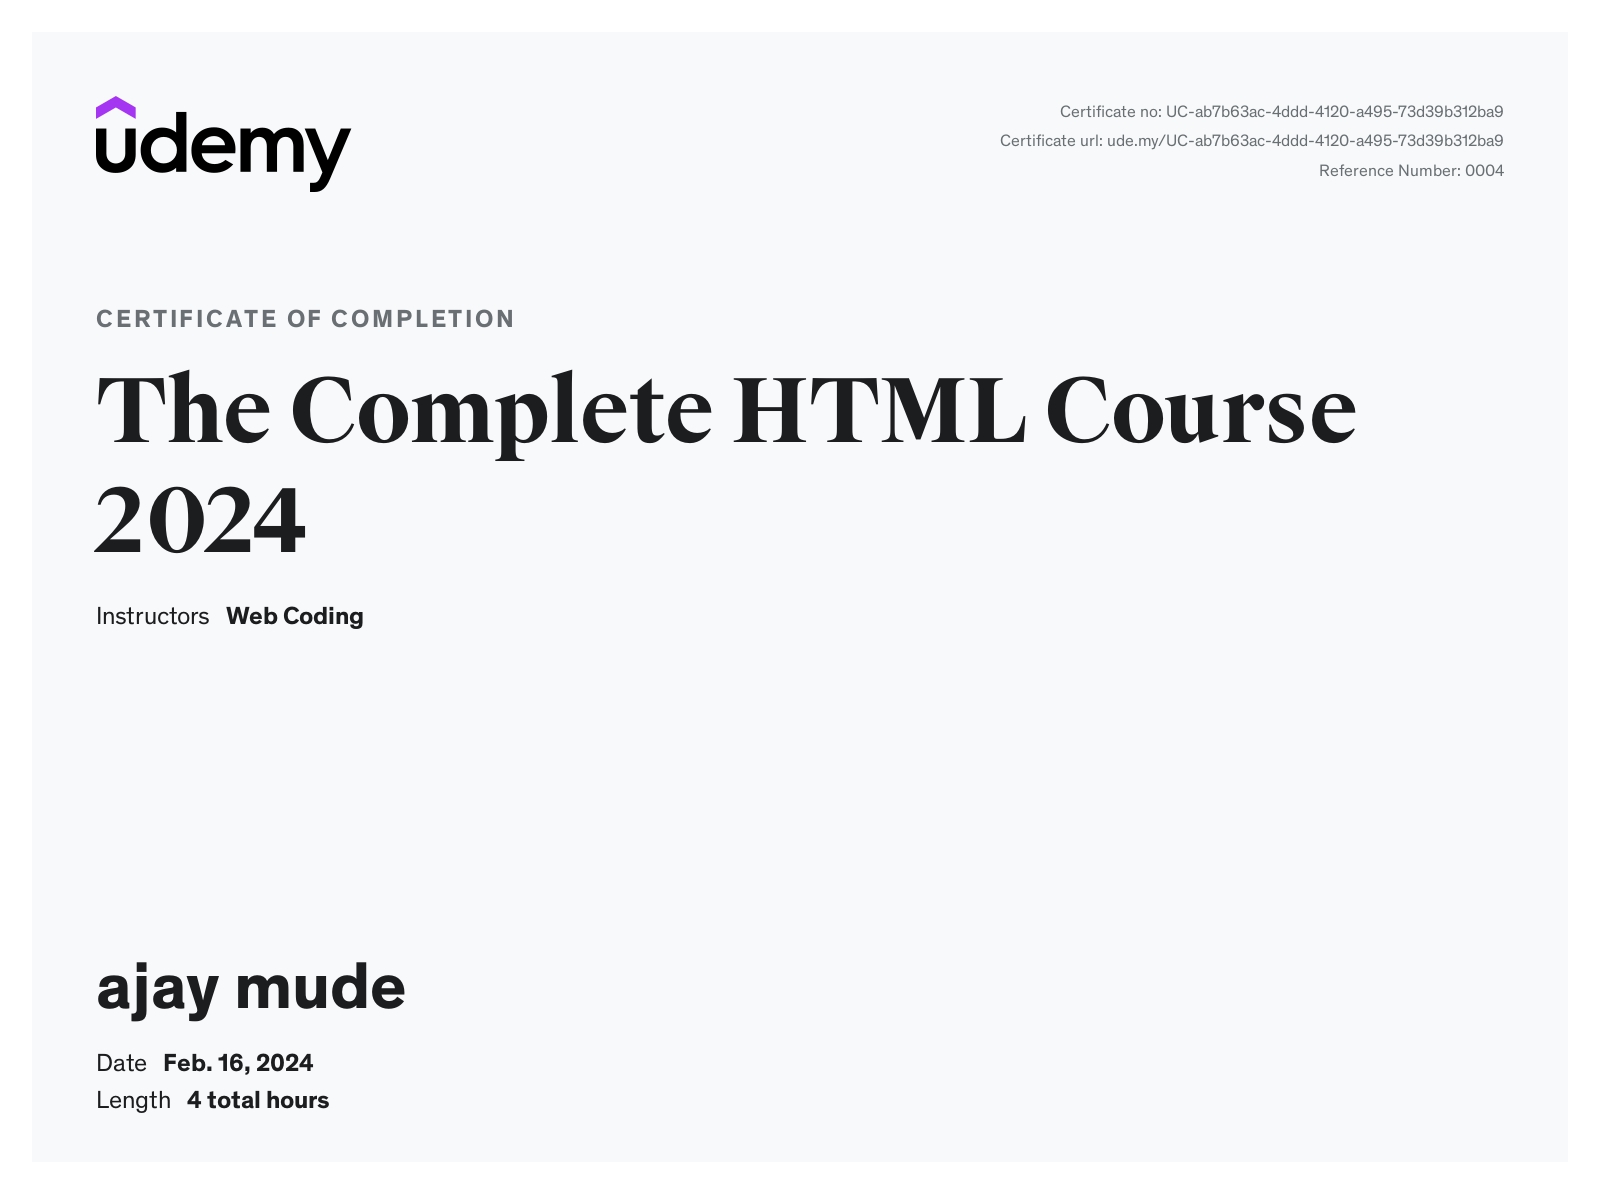 udemy
Certificate no: UC-ab7b63ac-4ddd-4120-a495-73d39b312ba9
Certificate url: ude.my/UC-ab7b63ac-4ddd-4120-a495-73d39b312ba9
Reference Number: 0004
CERTIFICATE OF COMPLETION
The Complete HTML Course
2024
Instructors Web Coding
ajay mude
Date Feb. 16, 2024
Length 4 total hours